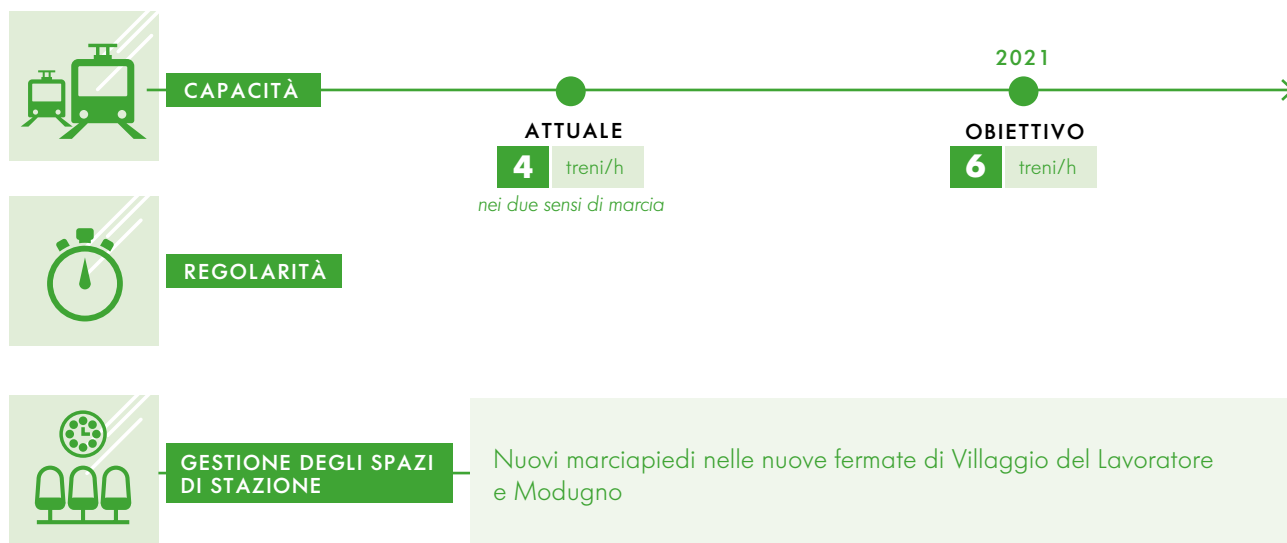 2021
CAPACITÀ
ATTUALE
OBIETTIVO
4 treni/h
6 treni/h
nei due sensi di marcia
REGOLARITÀ
GESTIONE DEGLI SPAZI
DI STAZIONE
Nuovi marciapiedi nelle nuove fermate di Villaggio del Lavoratore
e Modugno